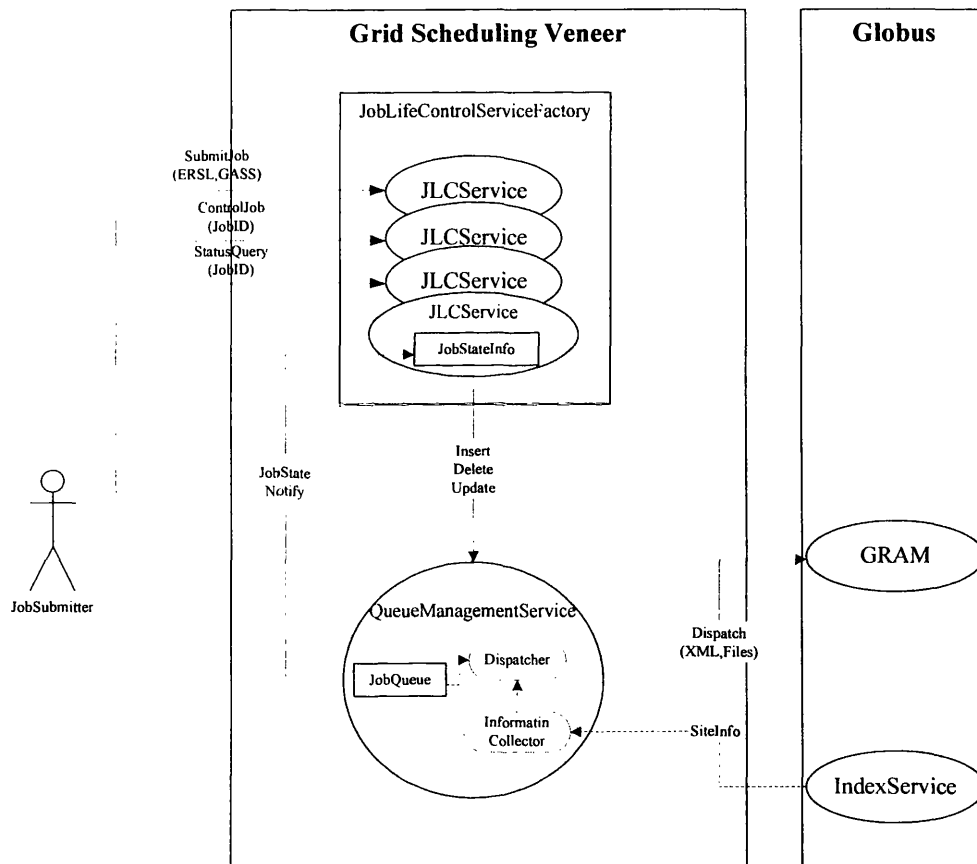 Grid Scheduling Veneer
Globus
JobLifeControlServiceFactory
SubmitJob
(ERSL,GASS)
JLCService
ControlJob
(JobID)
JLCService
StatusQuery
(JobID)
JLCService
JLCService
JobStateInfo
JobState
Notify
Insert
Delete
Update
JobSubmitter
GRAM
QueueManagementService
Dispatch
(XML,Files)
Dispatcher
JobQueue
Informatin
Collector
SiteInfo
IndexService